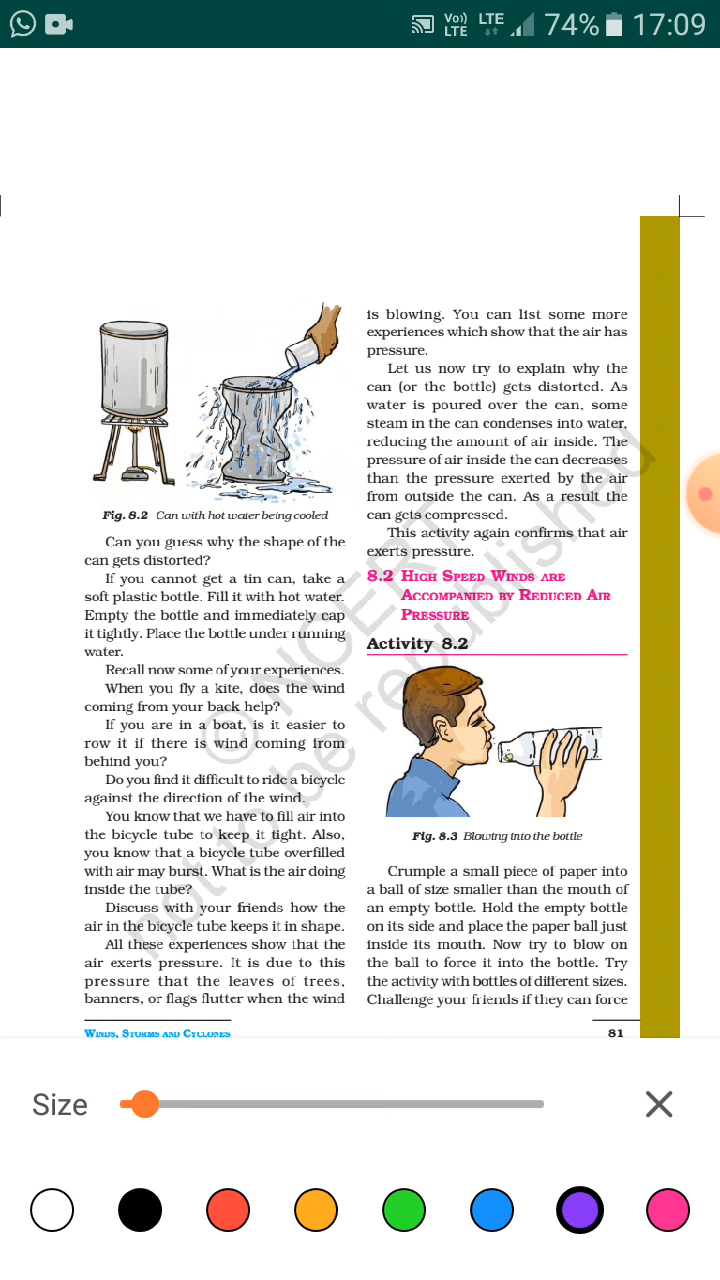 Vo)) LTE LTE 74% 17:09
Fig. 8.2 Can with hot water being cooled
Can you guess why the shape of the
can gets distorted?
If you cannot get a tin can, take a
soft plastic bottle. Fill it with hot water.
Empty the bottle and immediately cap
it tightly. Place the bottle under running
water.
Recall now some of your experiences.
When you fly a kite, does the wind
coming from your back help?
If you are in a boat, is it easier to
row it if there is wind coming from
behind you?
Do you find it difficult to ride a bicycle
against the direction of the wind.
You know that we have to fill air into
the bicycle tube to keep it tight. Also,
you know that a bicycle tube overfilled
with air may burst. What is the air doing
inside the tube?
Discuss with your friends how the
air in the bicycle tube keeps it in shape.
All these experiences show that the
air exerts pressure. It is due to this
pressure that the leaves of trees,
banners, or flags flutter when the wind
is blowing. You can list some more
experiences which show that the air has
pressure.
Let us now try to explain why the
can (or the bottle) gets distorted. As
water is poured over the can, some
steam in the can condenses into water,
reducing the amount of air inside. The
pressure of air inside the can decreases
than the pressure exerted by the air
from outside the can. As a result the
can gets compressed.
This activity again confirms that air
exerts pressure.
8.2 HIGH SPEED WINDS ARE
ACCOMPANIED BY REDUCED AIR
PRESSURE
Activity 8.2
Fig. 8.3 Blowing into the bottle
Crumple a small piece of paper into
a ball of size smaller than the mouth of
an empty bottle. Hold the empty bottle
on its side and place the paper ball just
inside its mouth. Now try to blow on
the ball to force it into the bottle. Try
the activity with bottles of different sizes.
Challenge your friends if they can force
© NCERT
not to be republished
WINDS, STORMS AND CYCLONES
81
Size